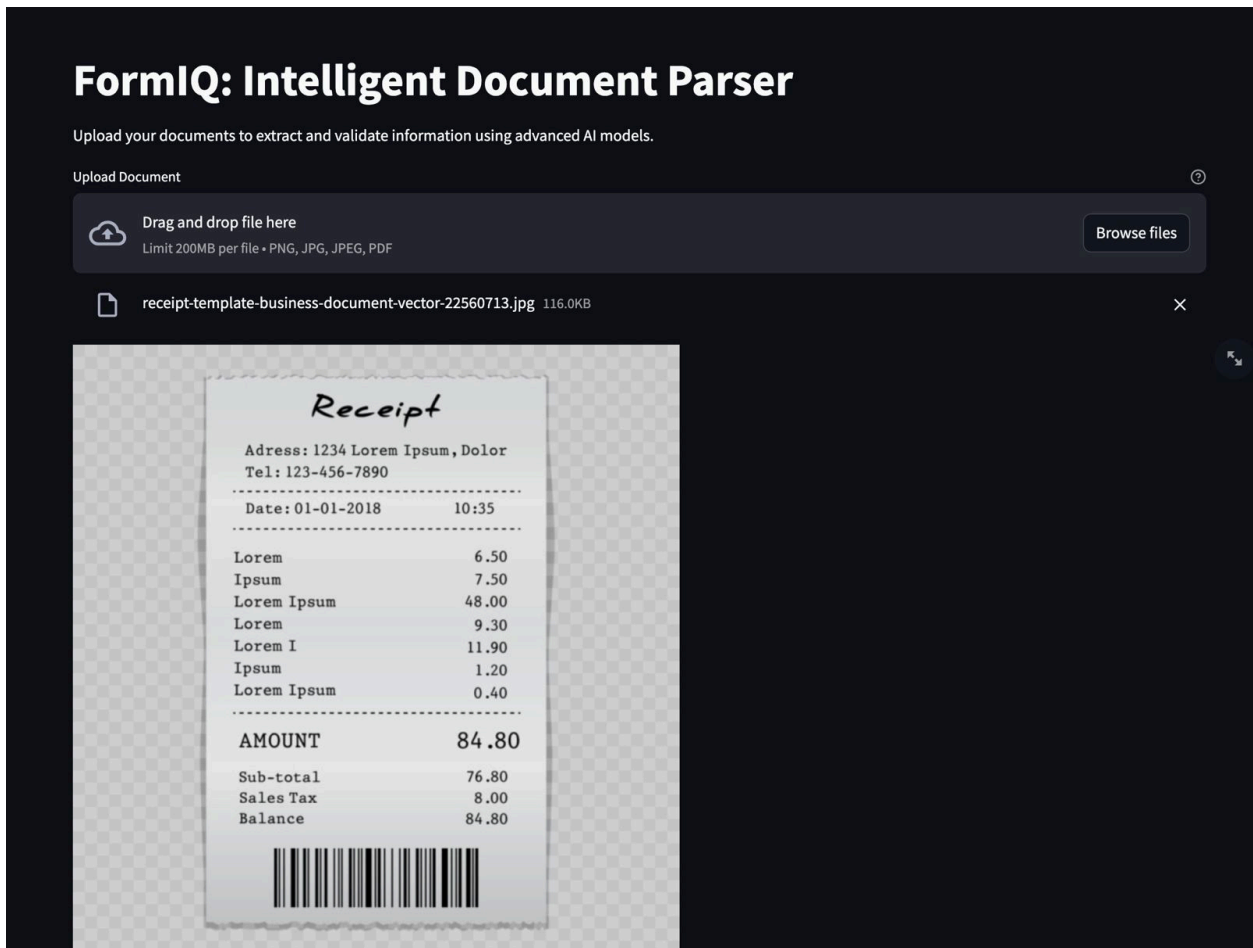 FormIQ: Intelligent Document Parser
Upload your documents to extract and validate information using advanced AI models.
Upload Document
Drag and drop file here
Limit 200MB per file • PNG, JPG, JPEG, PDF
Browse files
receipt-template-business-document-vector-22560713.jpg 116.0KB
Receipt
Adress: 1234 Lorem Ipsum, Dolor
Tel: 123-456-7890
Date: 01-01-2018 10:35
Lorem 6.50
Ipsum 7.50
Lorem Ipsum 48.00
Lorem 9.30
Lorem I 11.90
Ipsum 1.20
Lorem Ipsum 0.40
AMOUNT 84.80
Sub-total 76.80
Sales Tax 8.00
Balance 84.80